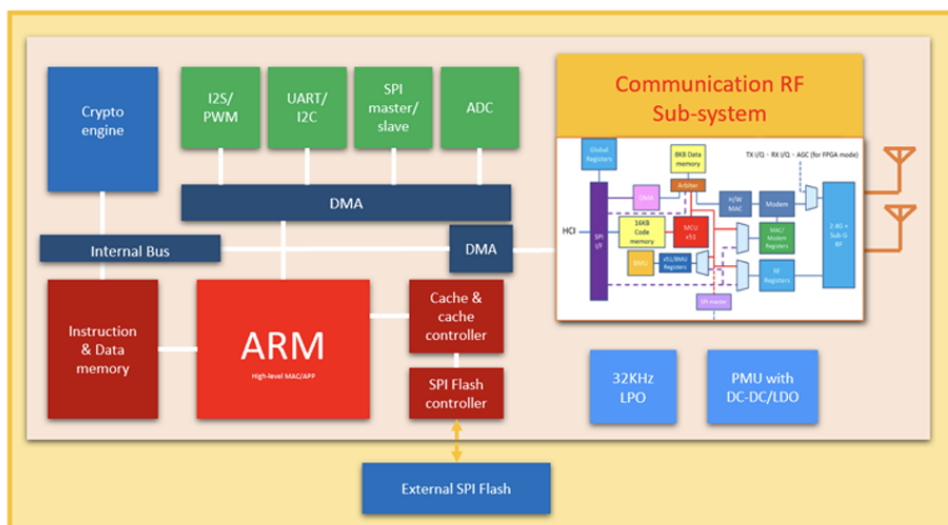 Crypto
engine
I2S/
PWM
UART/
I2C
SPI
master/
slave
ADC
DMA
Internal Bus
DMA
Instruction
& Data
memory
ARM
High-level MAC/APP
Cache &
cache
controller
SPI Flash
controller
External SPI Flash
Communication RF
Sub-system
TX I/Q、RX I/Q、AGC (for FPGA mode)
Global
Registers
8KB Data
memory
Arbiter
DMA
H/W
MAC
Modem
HCI
SPI
I/F
16KB
Code
memory
MCU
x51
MAC/
Modem
Registers
2.4G +
Sub-G
RF
BMU
x51/BMU
Registers
RF
Registers
SPI master
32KHz
LPO
PMU with
DC-DC/LDO